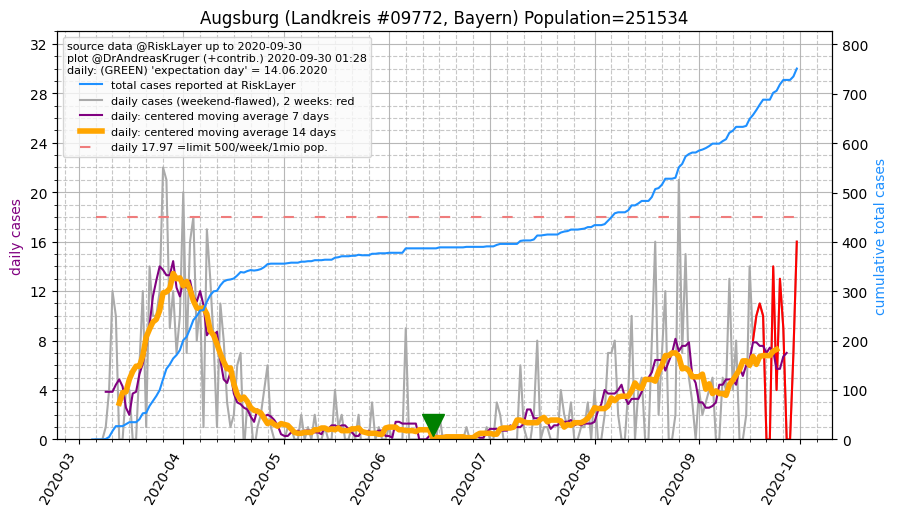 Augsburg (Landkreis #09772, Bayern) Population=251534
source data @RiskLayer up to 2020-09-30
plot @DrAndreasKruger (+contrib.) 2020-09-30 01:28
daily: (GREEN) 'expectation day' = 14.06.2020
total cases reported at RiskLayer
daily cases (weekend-flawed), 2 weeks: red
daily: centered moving average 7 days
daily: centered moving average 14 days
daily 17.97 =limit 500/week/1mio pop.
daily cases
32
28
24
20
16
12
8
4
0
800
700
600
500
400
300
200
100
0
cumulative total cases
2020-03
2020-04
2020-05
2020-06
2020-07
2020-08
2020-09
2020-10